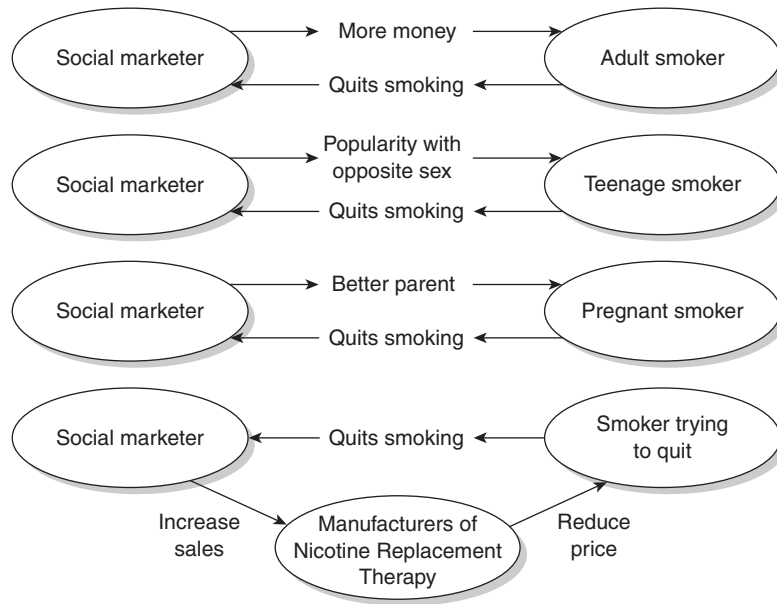 More money
Social marketer
Adult smoker
Quits smoking
Popularity with
opposite sex
Social marketer
Teenage smoker
Quits smoking
Better parent
Social marketer
Pregnant smoker
Quits smoking
Social marketer
Quits smoking
Smoker trying
to quit
Increase
sales
Manufacturers of
Nicotine Replacement
Therapy
Reduce
price